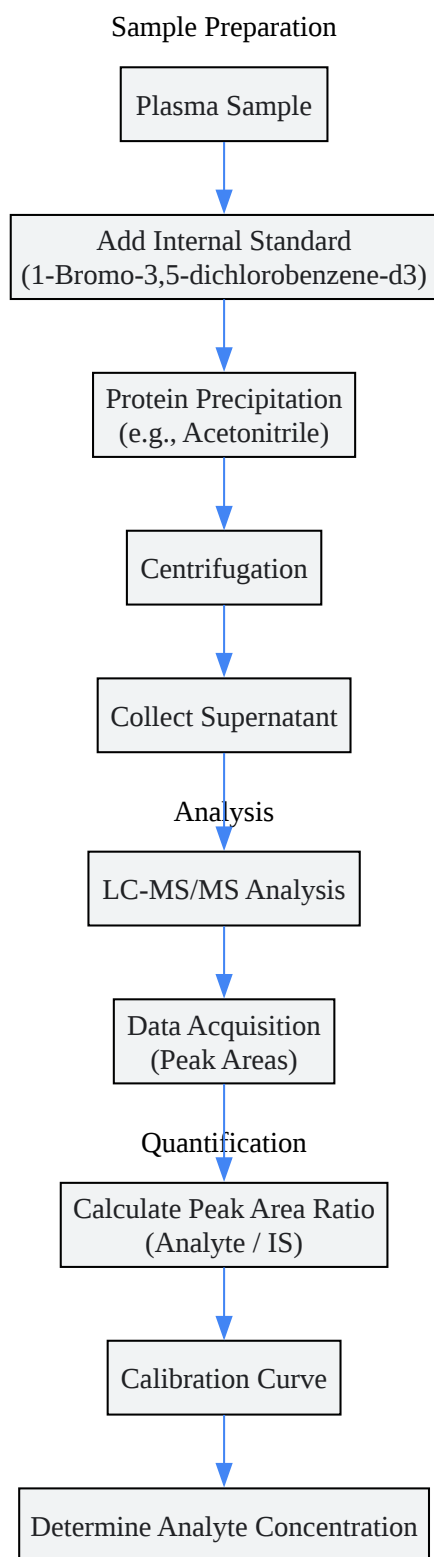 Sample Preparation
Plasma Sample
Add Internal Standard
(1-Bromo-3,5-dichlorobenzene-d3)
Protein Precipitation
(e.g., Acetonitrile)
Centrifugation
Collect Supernatant
Analysis
LC-MS/MS Analysis
Data Acquisition
(Peak Areas)
Quantification
Calculate Peak Area Ratio
(Analyte / IS)
Calibration Curve
Determine Analyte Concentration